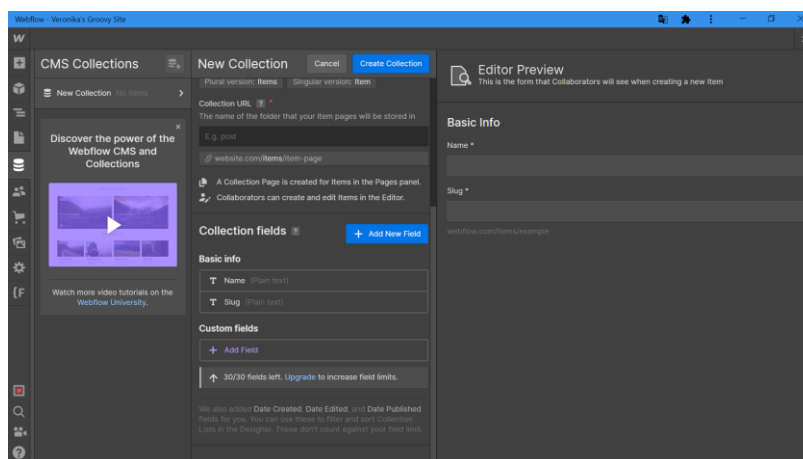 Webflow - Veronika's Groovy Site
CMS Collections
New Collection No items
Discover the power of the
Webflow CMS and
Collections
Watch more video tutorials on the
Webflow University.
New Collection
Cancel
Create Collection
Plural version: Items Singular version: Item
Collection URL ? *
The name of the folder that your Item pages will be stored in
E.g. post
website.com/items/item-page
A Collection Page is created for Items in the Pages panel.
Collaborators can create and edit Items in the Editor.
Collection fields ?
+ Add New Field
Basic info
T Name (Plain text)
T Slug (Plain text)
Custom fields
+ Add Field
30/30 fields left. Upgrade to increase field limits.
We also added Date Created, Date Edited, and Date Published
fields for you. You can use these to filter and sort Collection
Lists in the Designer. These don't count against your field limit.
Editor Preview
This is the form that Collaborators will see when creating a new Item
Basic Info
Name *
Slug *
webflow.com/items/example